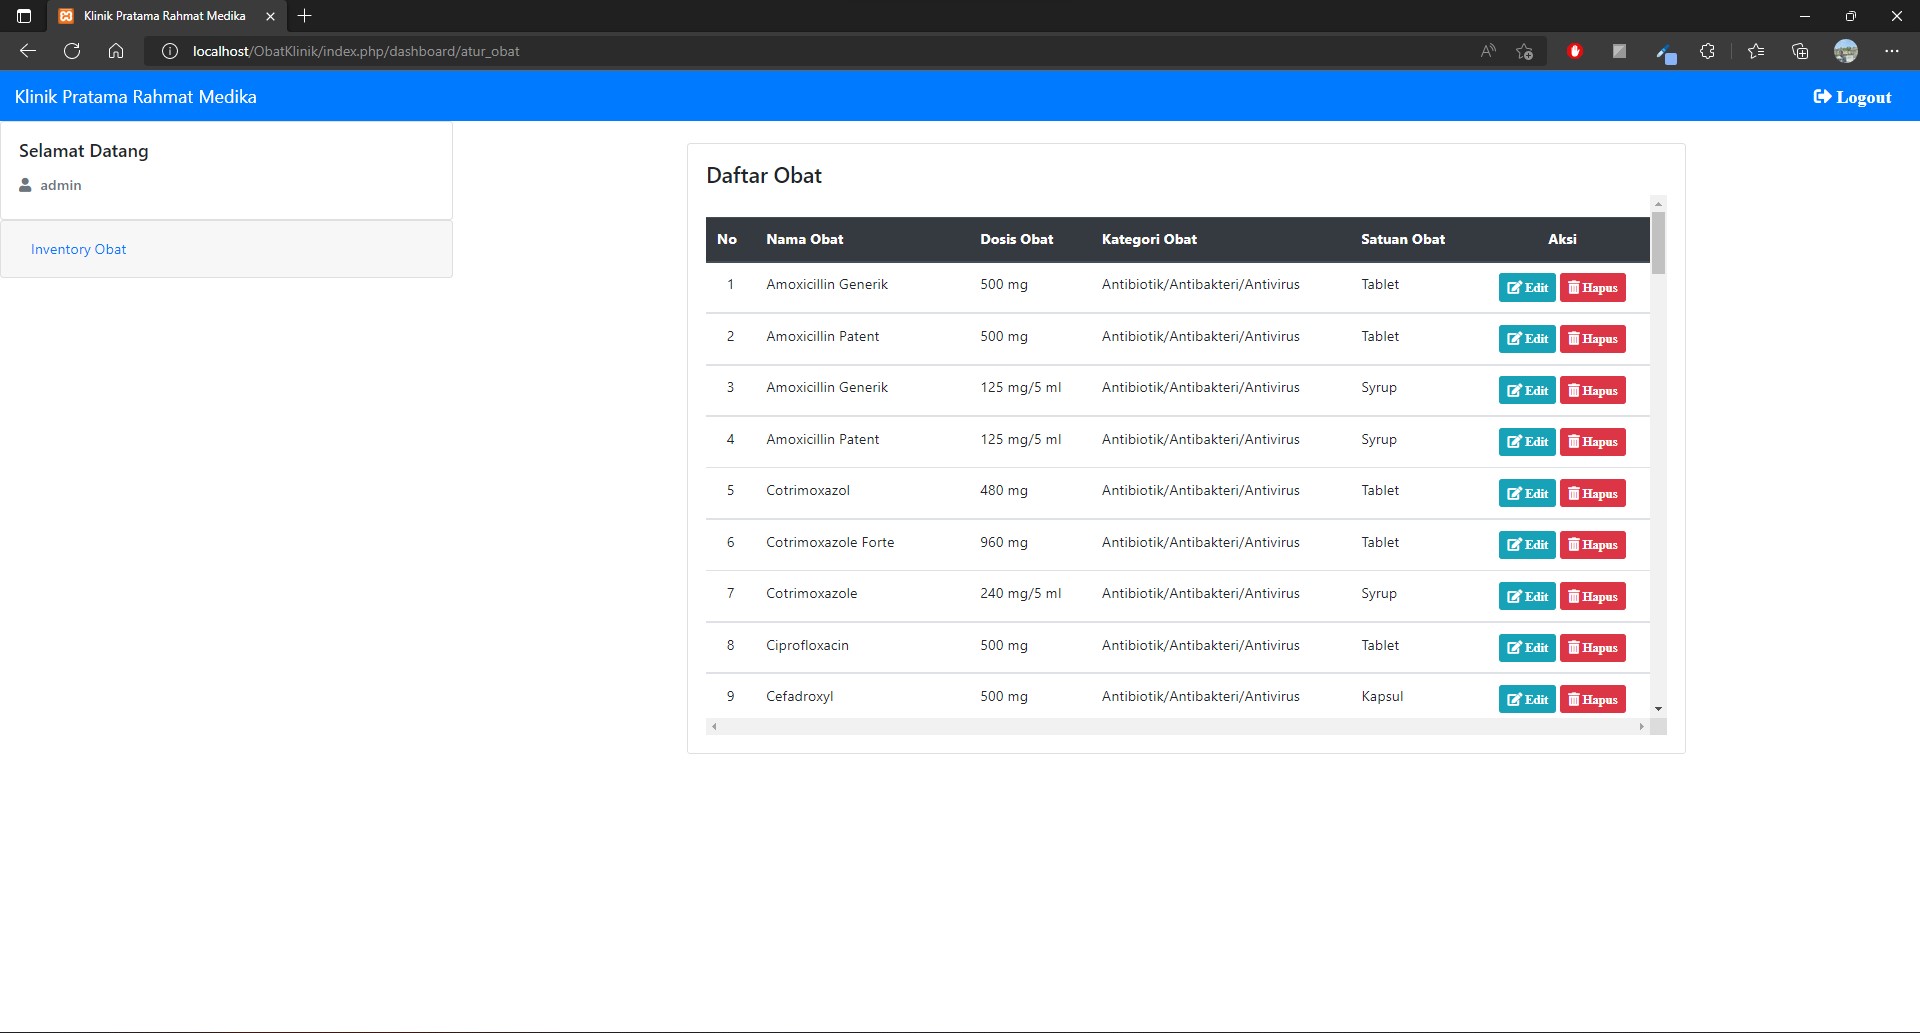 Klinik Pratama Rahmat Medika
localhost/ObatKlinik/index.php/dashboard/atur_obat
Klinik Pratama Rahmat Medika
Logout
Selamat Datang
admin
Inventory Obat
Daftar Obat
No Nama Obat Dosis Obat Kategori Obat Satuan Obat Aksi
1 Amoxicillin Generik 500 mg Antibiotik/Antibakteri/Antivirus Tablet Edit Hapus
2 Amoxicillin Patent 500 mg Antibiotik/Antibakteri/Antivirus Tablet Edit Hapus
3 Amoxicillin Generik 125 mg/5 ml Antibiotik/Antibakteri/Antivirus Syrup Edit Hapus
4 Amoxicillin Patent 125 mg/5 ml Antibiotik/Antibakteri/Antivirus Syrup Edit Hapus
5 Cotrimoxazol 480 mg Antibiotik/Antibakteri/Antivirus Tablet Edit Hapus
6 Cotrimoxazole Forte 960 mg Antibiotik/Antibakteri/Antivirus Tablet Edit Hapus
7 Cotrimoxazole 240 mg/5 ml Antibiotik/Antibakteri/Antivirus Syrup Edit Hapus
8 Ciprofloxacin 500 mg Antibiotik/Antibakteri/Antivirus Tablet Edit Hapus
9 Cefadroxyl 500 mg Antibiotik/Antibakteri/Antivirus Kapsul Edit Hapus